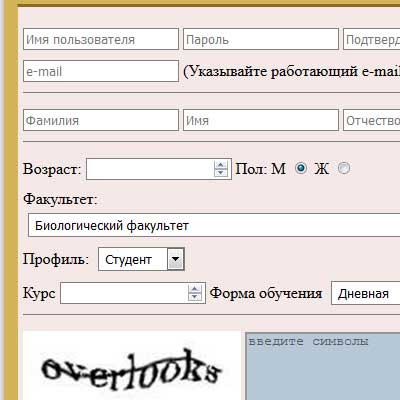 Имя пользователя Пароль Подтверд
e-mail (Указывайте работающий e-mail
Фамилия Имя Отчество
Возраст: Пол: М Ж
Факультет:
Биологический факультет
Профиль: Студент
Курс Форма обучения Дневная
overlooks введите символы